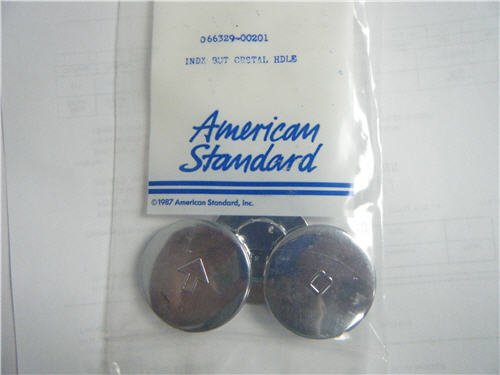 066329-00201
INDX BUT CRSTAL HDLE
American
Standard
©1987 American Standard, Inc.